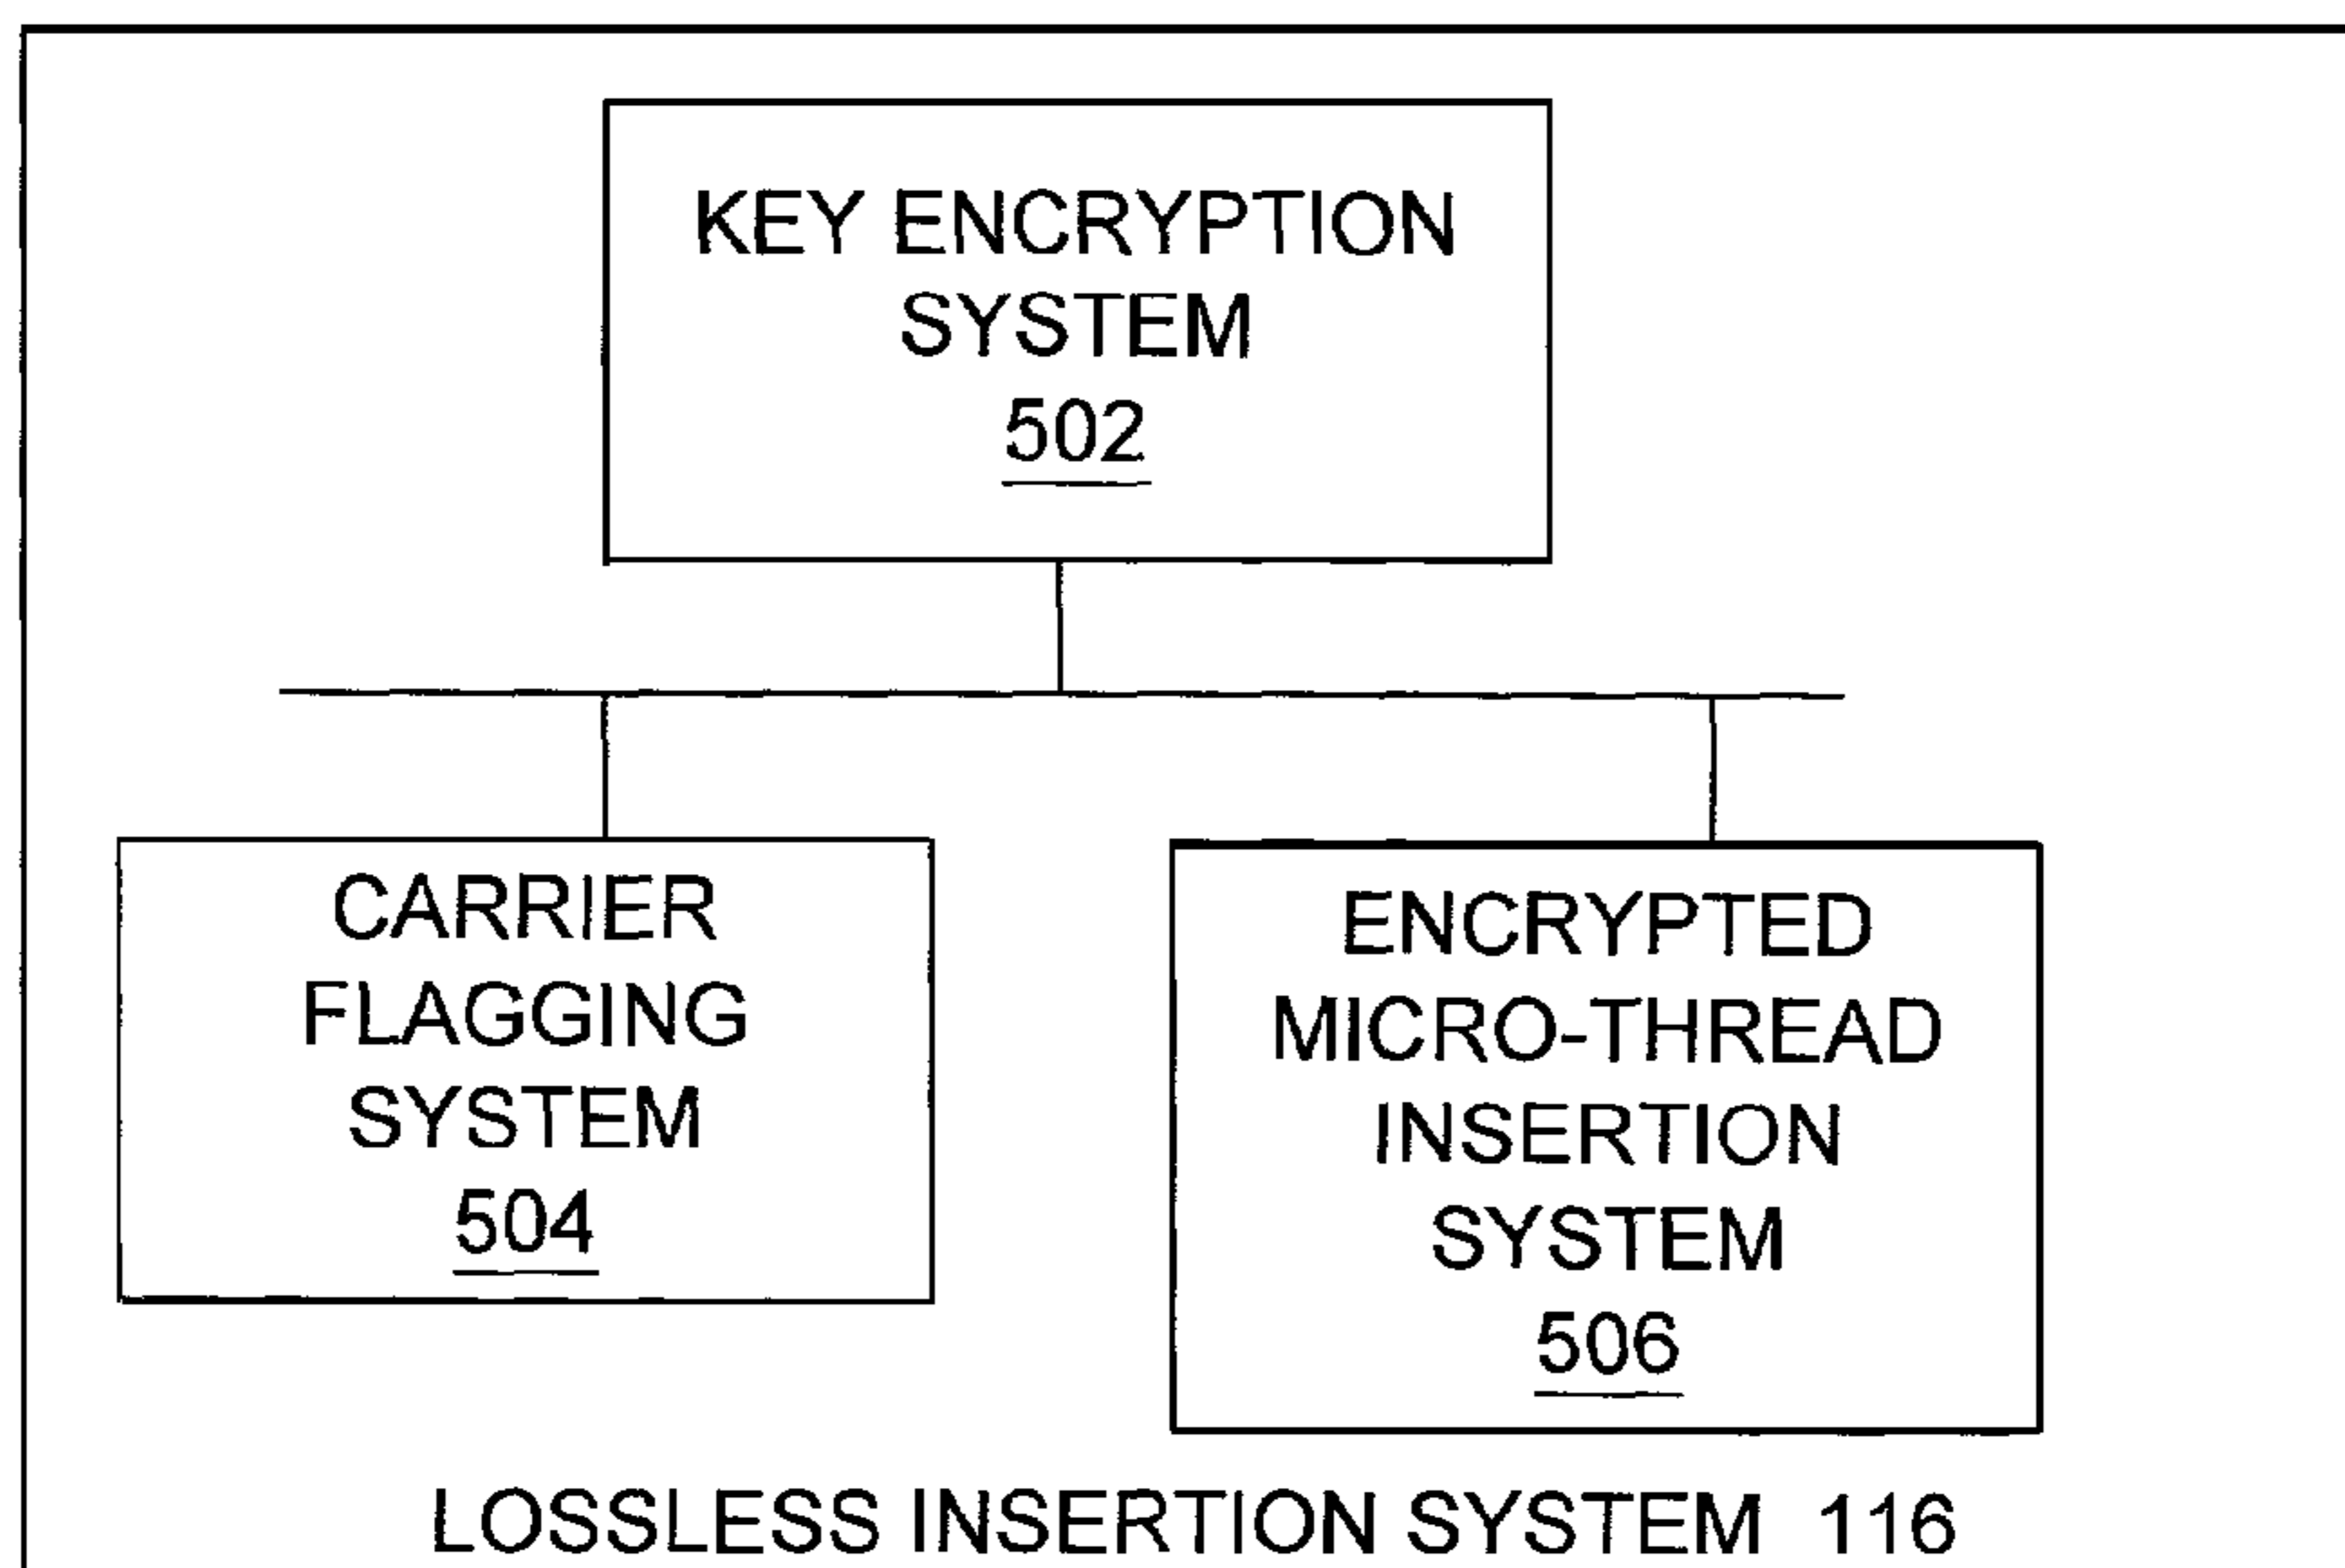 KEY ENCRYPTION
SYSTEM
502
CARRIER
FLAGGING
SYSTEM
504
ENCRYPTED
MICRO-THREAD
INSERTION
SYSTEM
506
LOSSLESS INSERTION SYSTEM 116